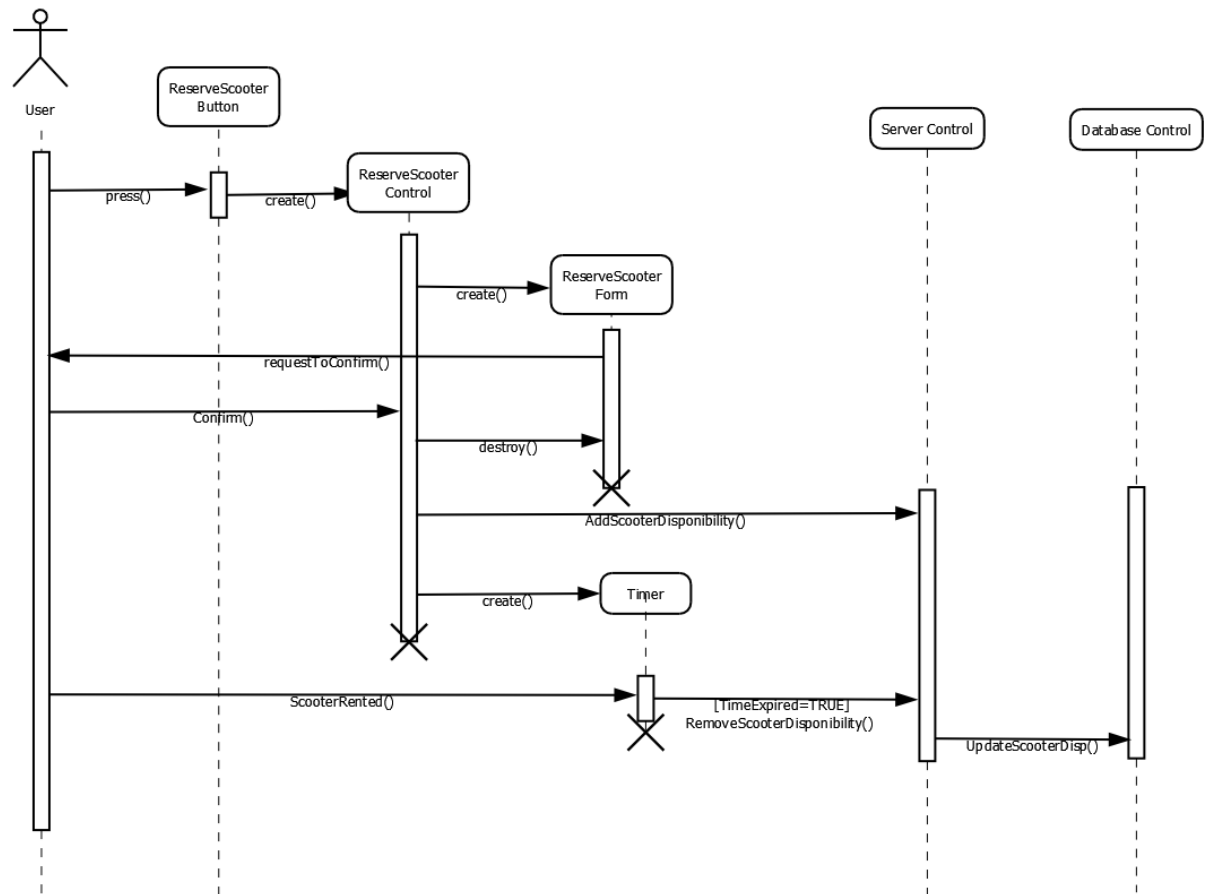 User
ReserveScooter
Button
ReserveScooter
Control
Server Control
Database Control
press()
create()
ReserveScooter
Form
create()
requestToConfirm()
Confirm()
destroy()
AddScooterDisponibility()
create()
Timer
ScooterRented()
[TimeExpired=TRUE]
RemoveScooterDisponibility()
UpdateScooterDisp()